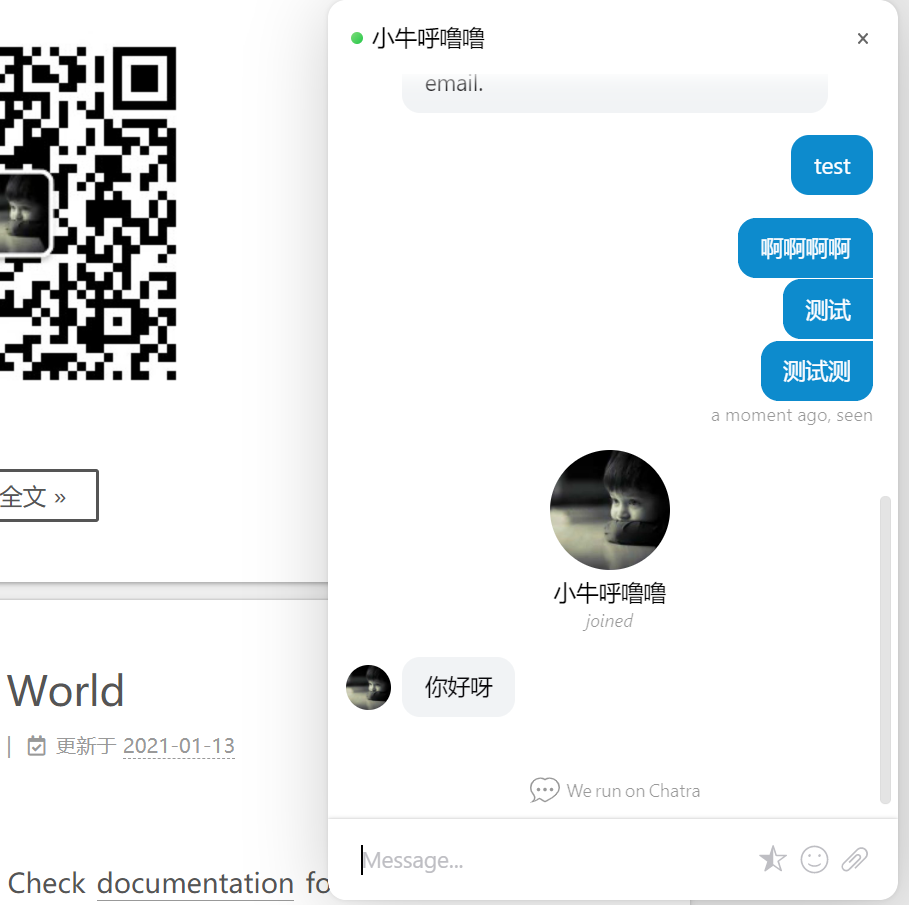 小牛呼噜噜
email.
test
啊啊啊啊
测试
测试测
a moment ago, seen
小牛呼噜噜
joined
你好呀
We run on Chatra
Message...
全文 »
World
| 更新于 2021-01-13
Check documentation fo